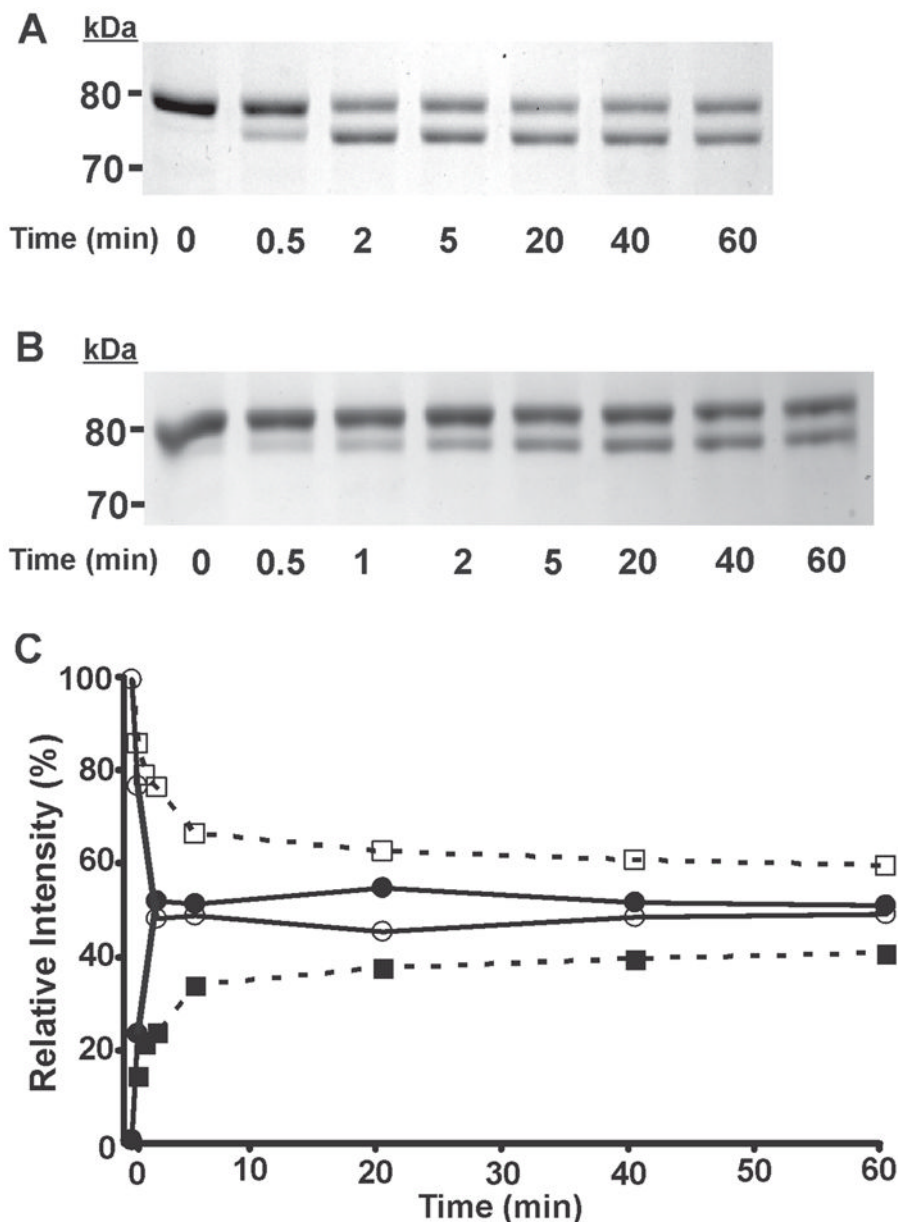 A
kDa
80
70
Time (min) 0 0.5 2 5 20 40 60
B
kDa
80
70
Time (min) 0 0.5 1 2 5 20 40 60
C
Relative Intensity (%)
100
80
60
40
20
0
0 10 20 30 40 50 60
Time (min)